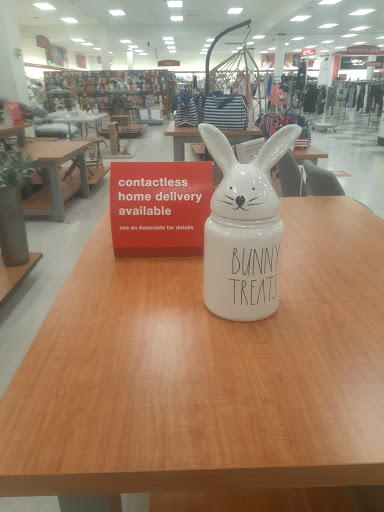 contactless
home delivery
available
see an Associate for details
BUNNY
TREATS